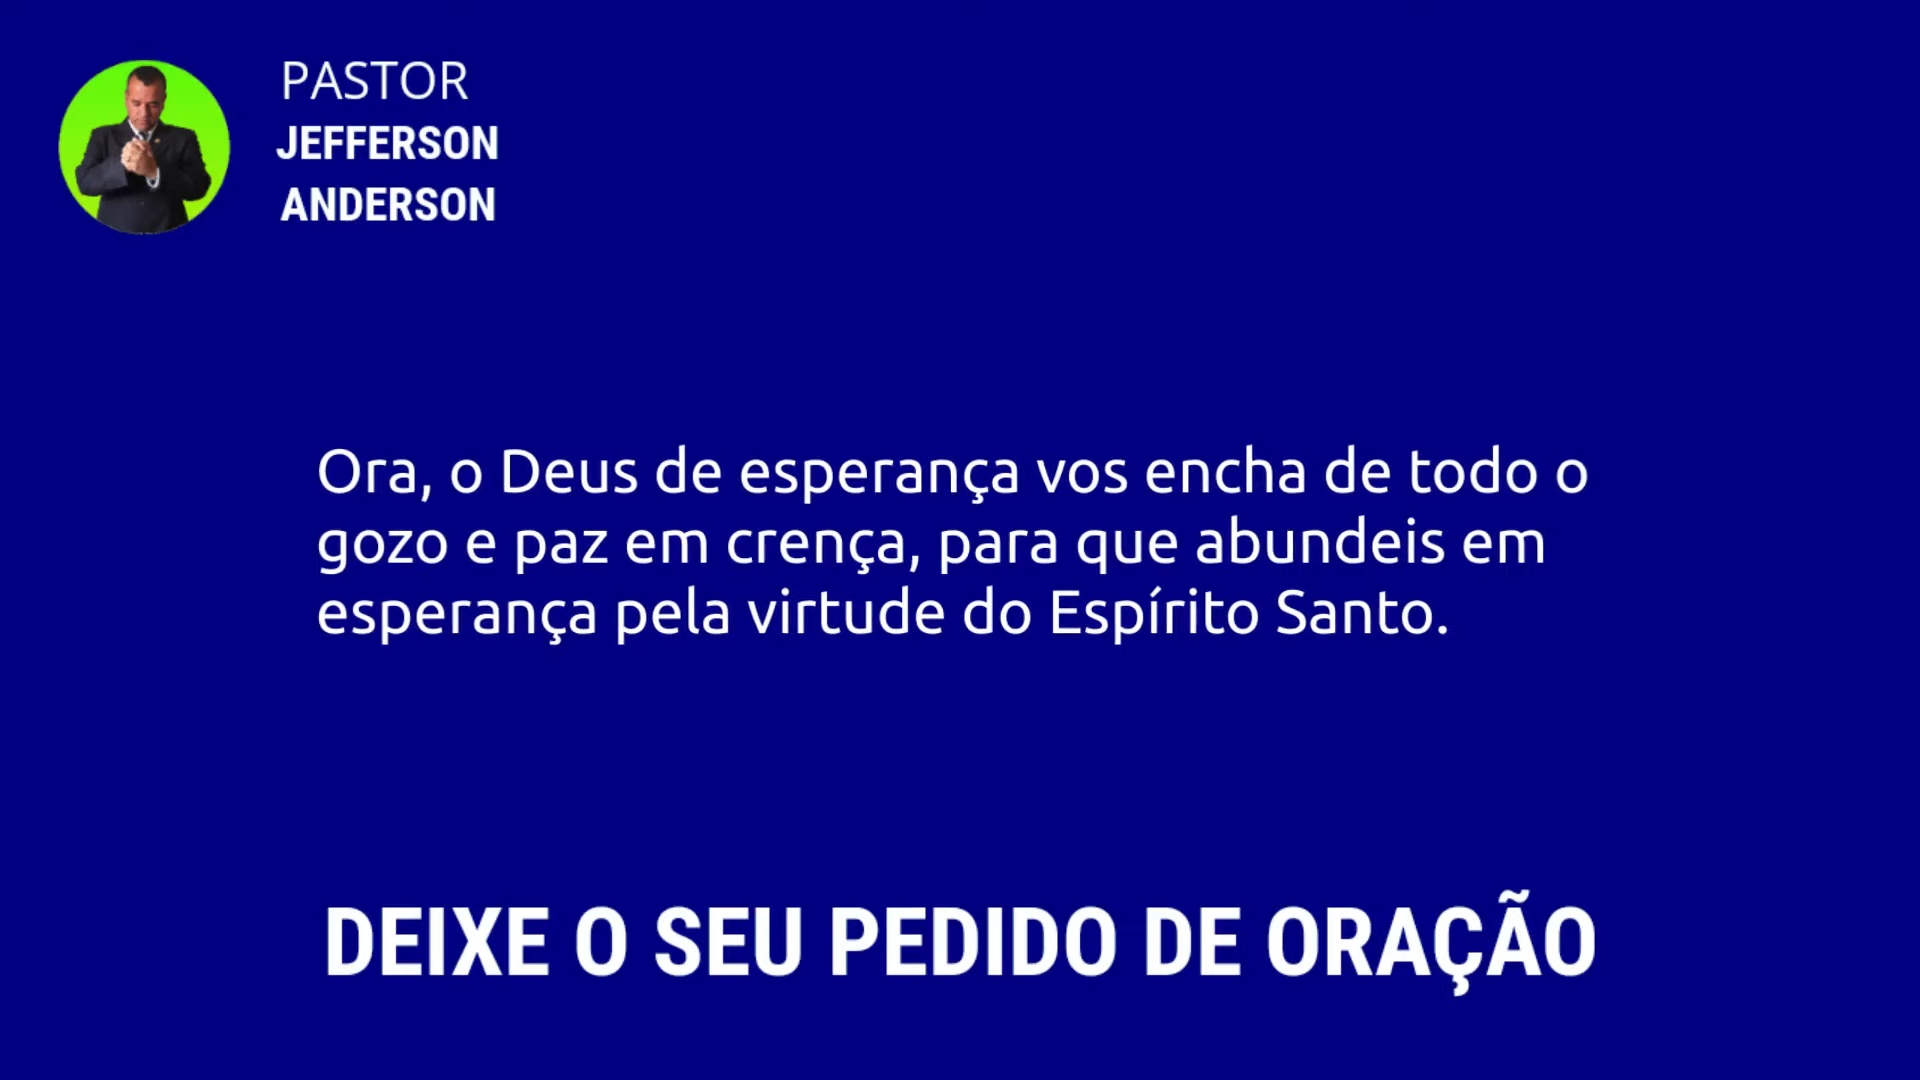 PASTOR
JEFFERSON
ANDERSON
Ora, o Deus de esperança vos encha de todo o
gozo e paz em crença, para que abundeis em
esperança pela virtude do Espírito Santo.
DEIXE O SEU PEDIDO DE ORAÇÃO